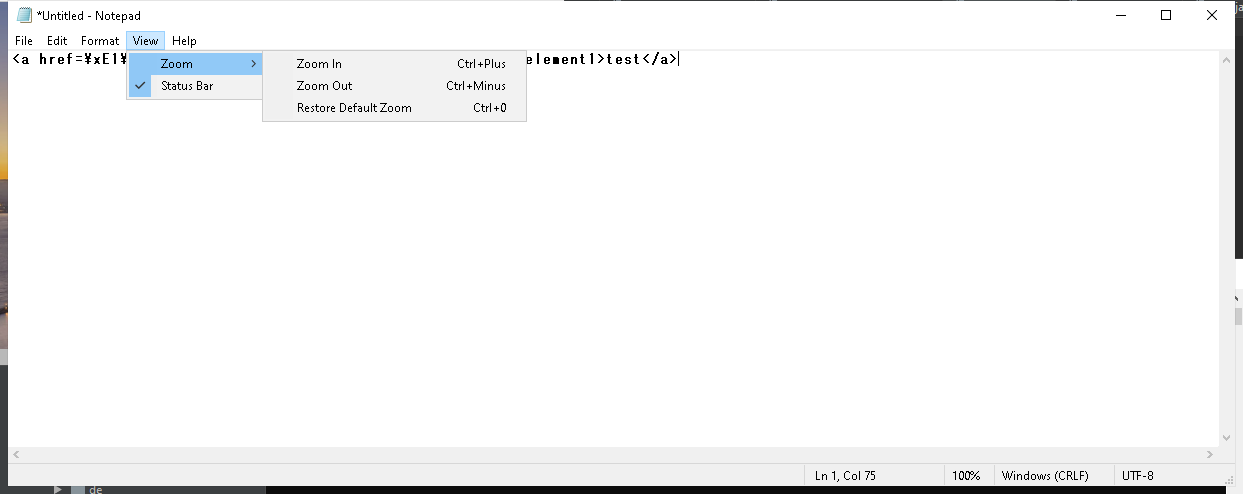 *Untitled - Notepad
File Edit Format View Help
<a href=¥xE1¥
element1>test</a>
Zoom
Zoom In Ctrl+Plus
Status Bar
Zoom Out Ctrl+Minus
Restore Default Zoom Ctrl+0
Ln 1, Col 75 100% Windows (CRLF) UTF-8
de